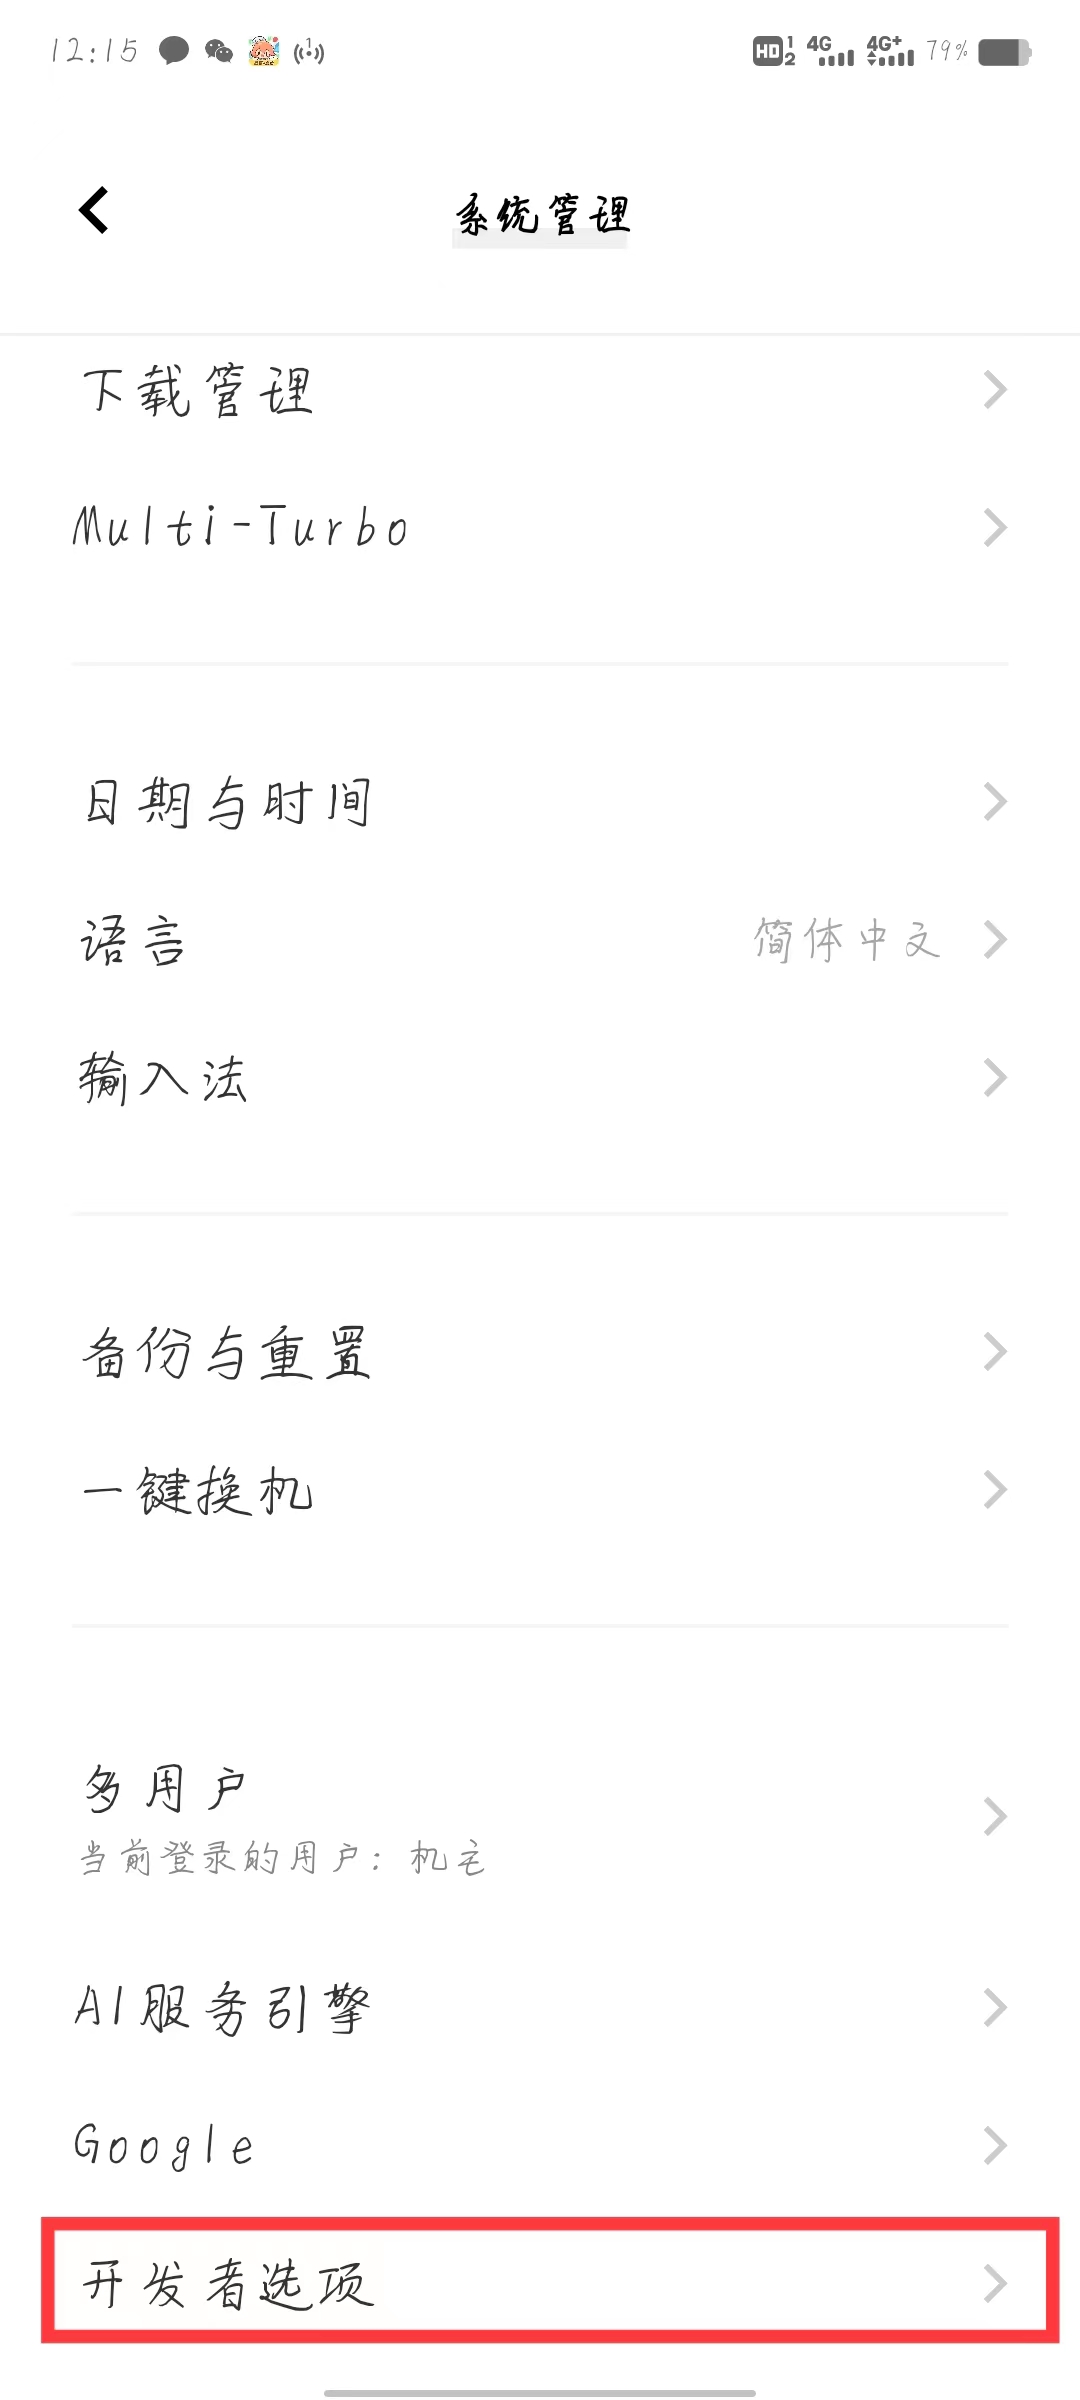 12:15 HD 1 2 4G 4G+ 79%
系统管理
下载管理
Multi-Turbo
日期与时间
语言 简体中文
输入法
备份与重置
一键换机
多用户
当前登录的用户：机主
AI服务引擎
Google
开发者选项